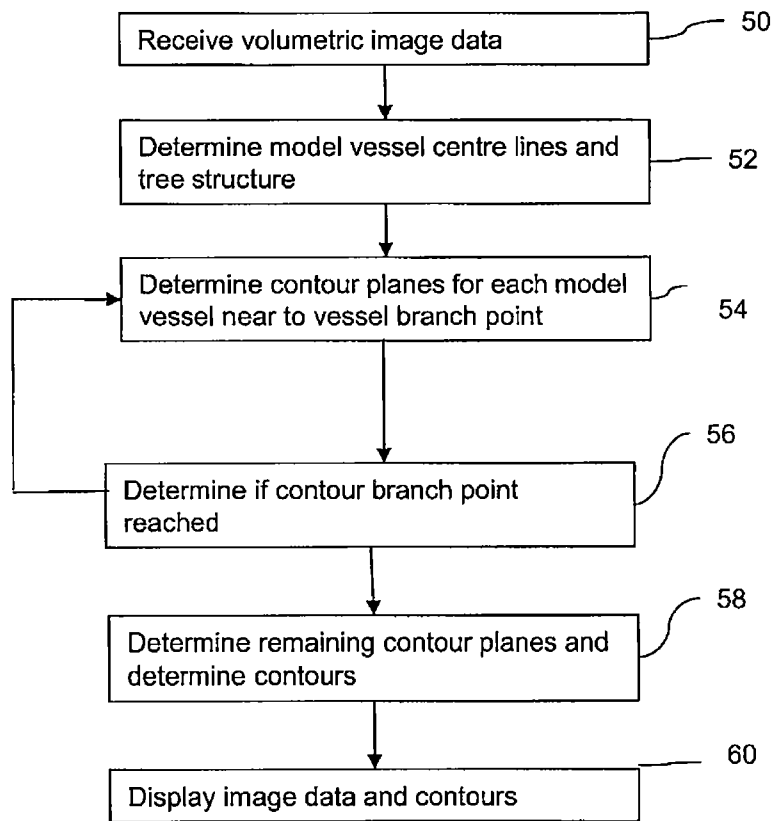 Receive volumetric image data
50
Determine model vessel centre lines and
tree structure
52
Determine contour planes for each model
vessel near to vessel branch point
54
Determine if contour branch point
reached
56
Determine remaining contour planes and
determine contours
58
Display image data and contours
60